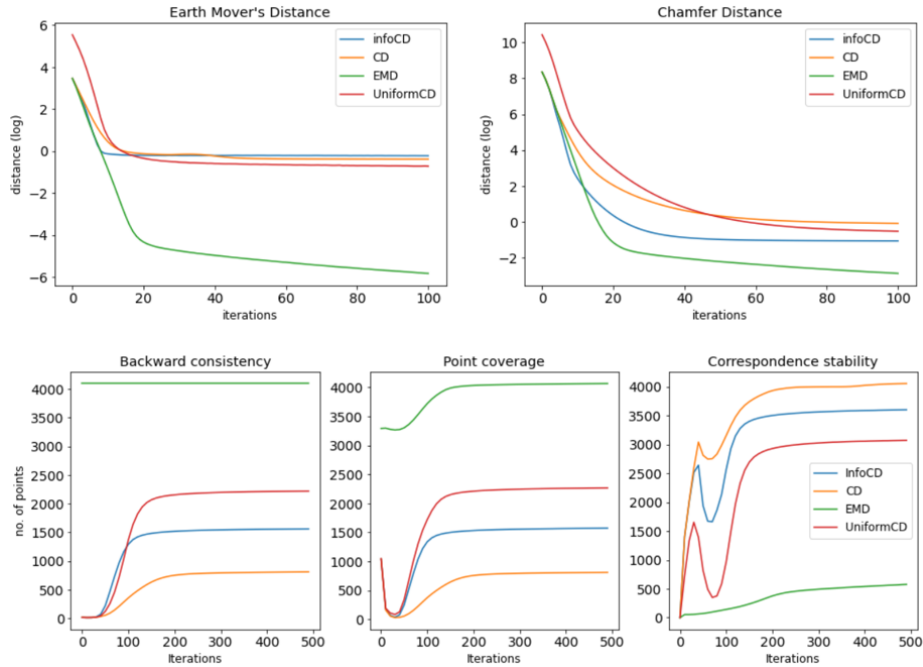 Earth Mover's Distance
6
4
2
0
−2
−4
−6
distance (log)
infoCD
CD
EMD
UniformCD
0 20 40 60 80 100
iterations
Chamfer Distance
10
8
6
4
2
0
−2
distance (log)
infoCD
CD
EMD
UniformCD
0 20 40 60 80 100
iterations
Backward consistency
4000
3500
3000
2500
2000
1500
1000
500
0
no. of points
0 100 200 300 400 500
Iterations
Point coverage
4000
3500
3000
2500
2000
1500
1000
500
0
0 100 200 300 400 500
Iterations
Correspondence stability
4000
3500
3000
2500
2000
1500
1000
500
0
InfoCD
CD
EMD
UniformCD
0 100 200 300 400 500
Iterations